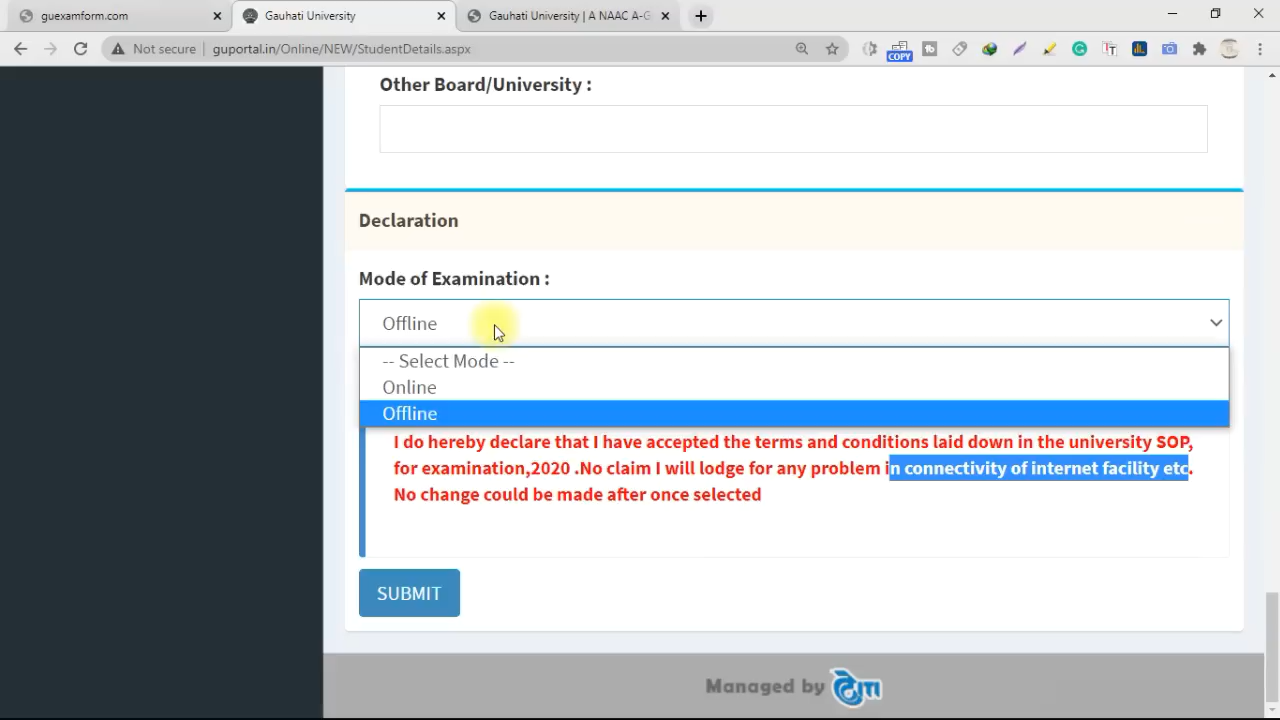 guexamform.com
Gauhati University
Gauhati University | A NAAC A-G
Not secure
guportal.in/Online/NEW/StudentDetails.aspx
COPY
Other Board/University :
Declaration
Mode of Examination :
Offline
-- Select Mode --
Online
Offline
I do hereby declare that I have accepted the terms and conditions laid down in the university SOP,
for examination,2020 .No claim I will lodge for any problem in connectivity of internet facility etc.
No change could be made after once selected
SUBMIT
Managed by